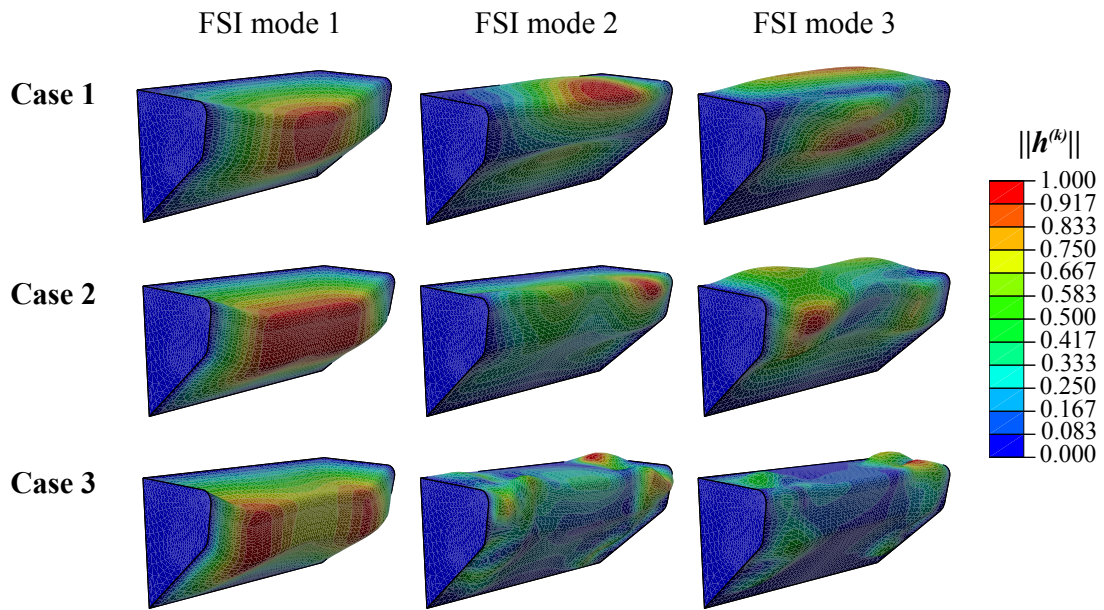 FSI mode 1
FSI mode 2
FSI mode 3
Case 1
Case 2
Case 3
||h^(k)||
1.000
0.917
0.833
0.750
0.667
0.583
0.500
0.417
0.333
0.250
0.167
0.083
0.000